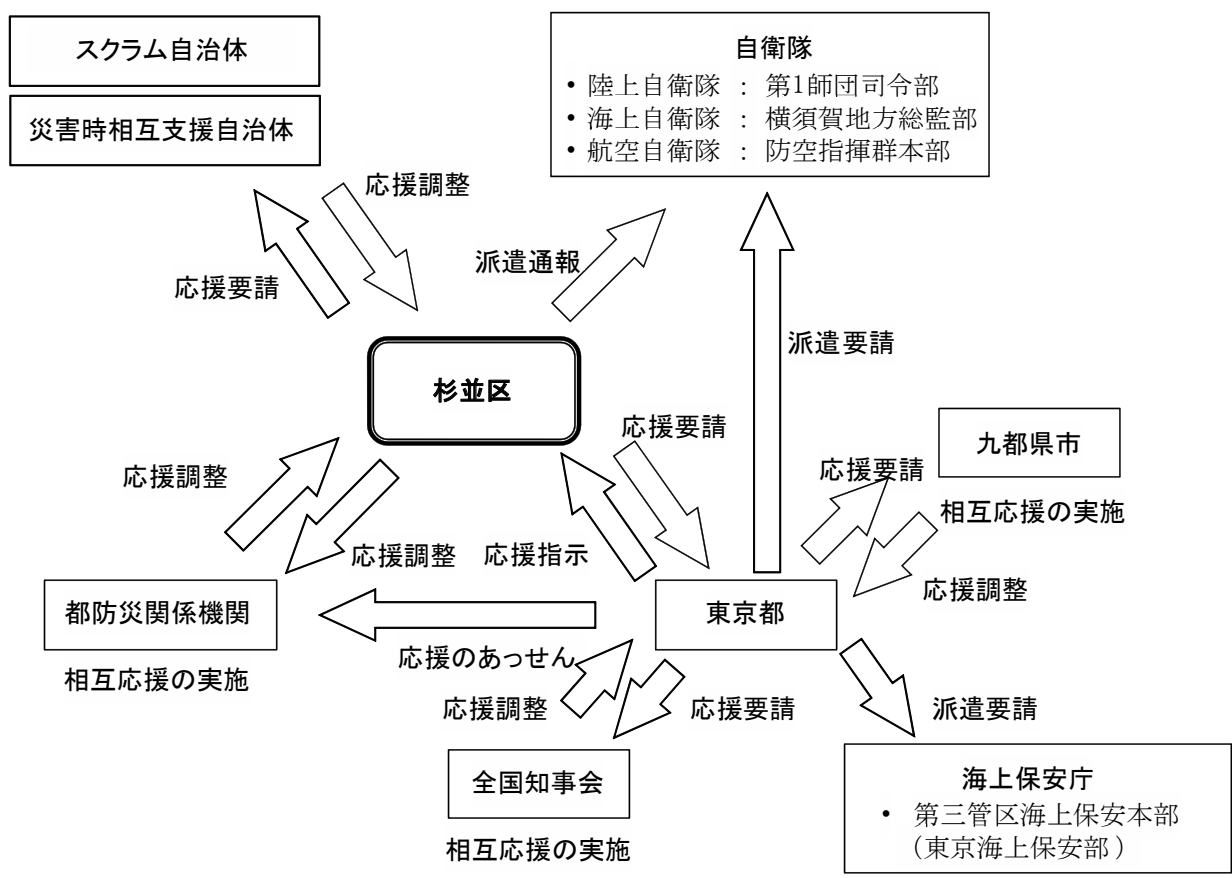 スクラム自治体
災害時相互支援自治体
自衛隊
• 陸上自衛隊 : 第1師団司令部
• 海上自衛隊 : 横須賀地方総監部
• 航空自衛隊 : 防空指揮群本部
応援調整
応援要請
派遣通報
派遣要請
杉並区
応援要請
九都県市
応援調整
応援要請
相互応援の実施
応援調整
応援指示
応援調整
都防災関係機関
東京都
相互応援の実施
応援のあっせん
応援調整
応援要請
派遣要請
全国知事会
相互応援の実施
海上保安庁
• 第三管区海上保安本部
(東京海上保安部)